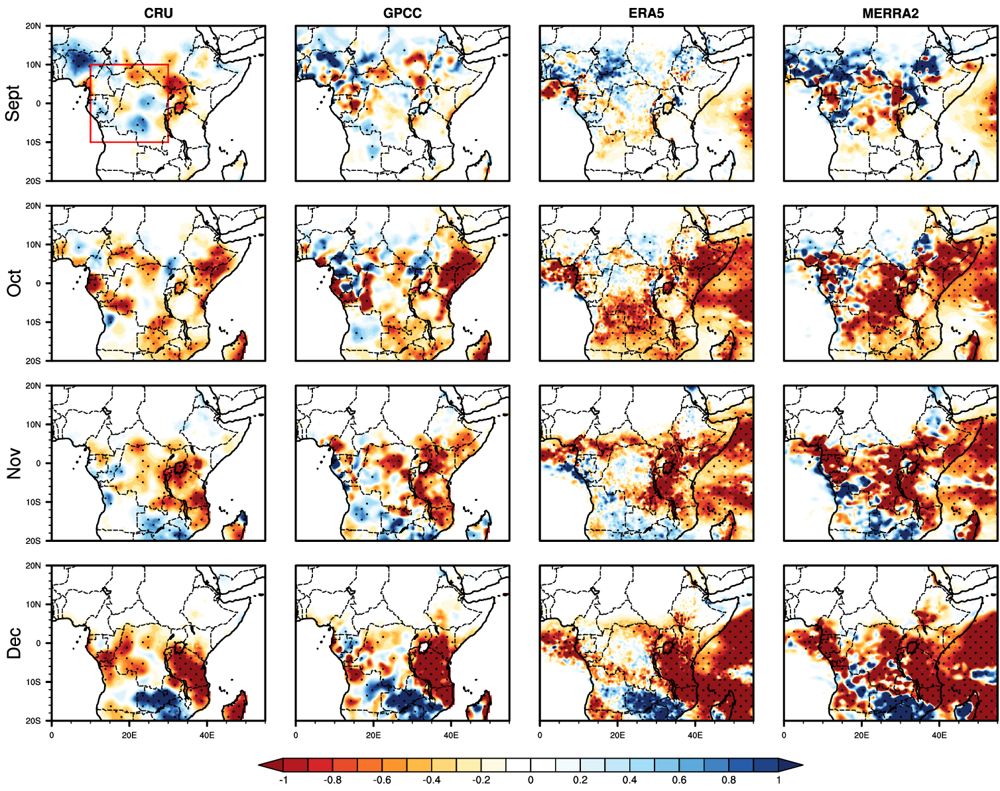 CRU GPCC ERA5 MERRA2
20N
10N
Sept
0
10S
20S
20N
10N
Oct
0
10S
20S
20N
10N
Nov
0
10S
20S
20N
10N
Dec
0
10S
20S
0 20E 40E 0 20E 40E 0 20E 40E 0 20E 40E
-1 -0.8 -0.6 -0.4 -0.2 0 0.2 0.4 0.6 0.8 1